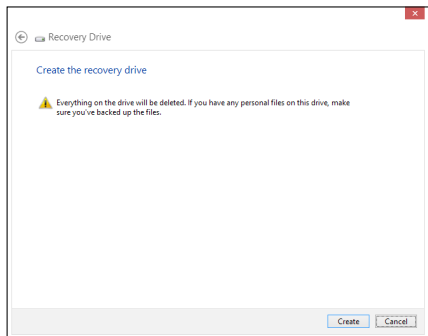 Recovery Drive
Create the recovery drive
Everything on the drive will be deleted. If you have any personal files on this drive, make
sure you've backed up the files.
Create Cancel